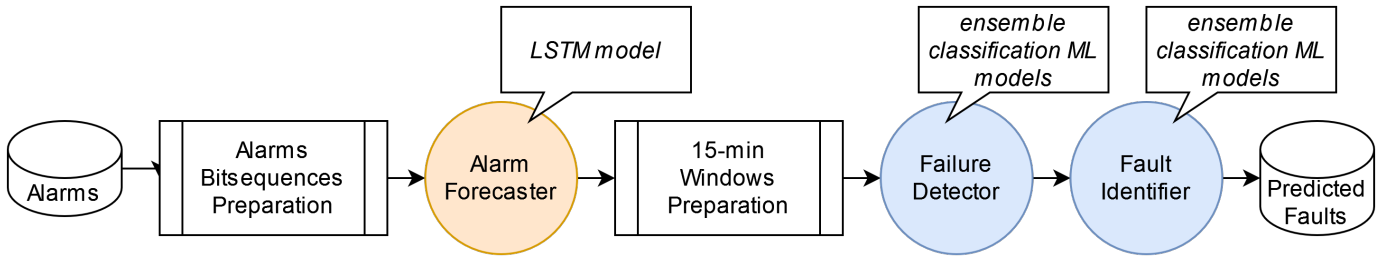 LSTM model
ensemble
classification ML
models
ensemble
classification ML
models
Alarms
Alarms
Bitsequences
Preparation
Alarm
Forecaster
15-min
Windows
Preparation
Failure
Detector
Fault
Identifier
Predicted
Faults